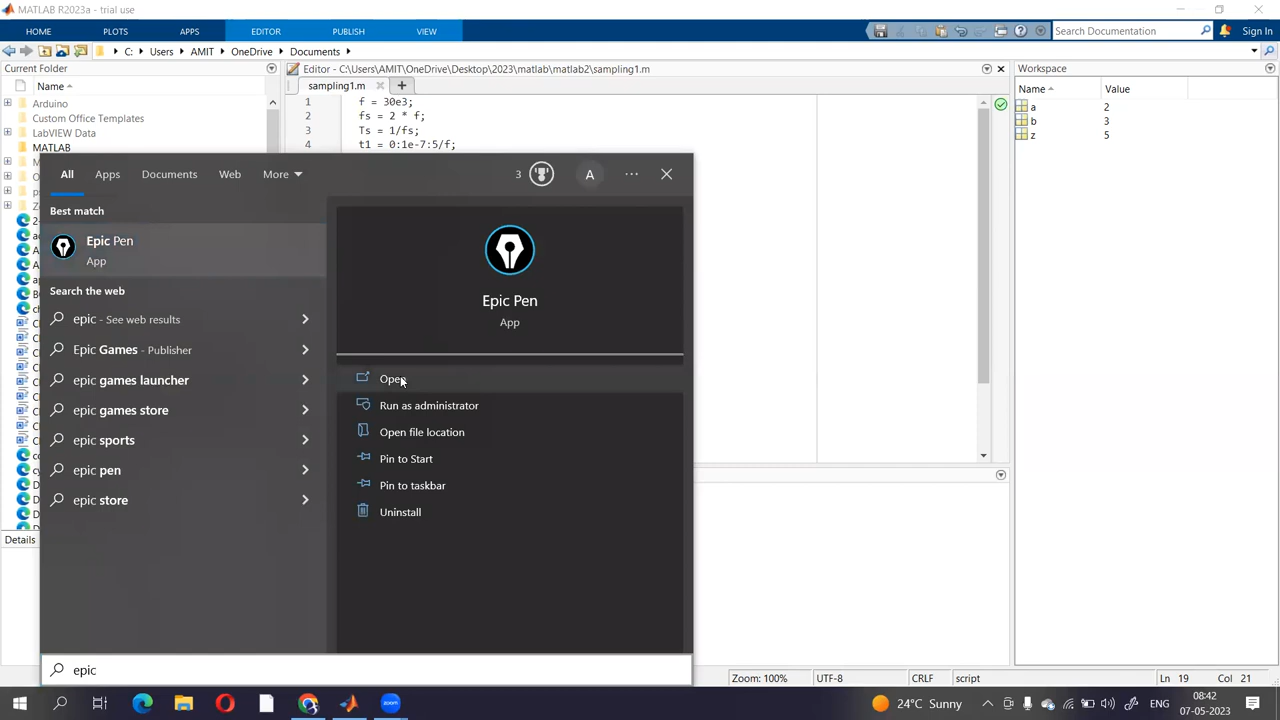 MATLAB R2023a - trial use
HOME PLOTS APPS EDITOR PUBLISH VIEW Search Documentation Sign In
C: Users AMIT OneDrive Documents
Current Folder
Name
Arduino
Custom Office Templates
LabVIEW Data
MATLAB
Editor - C:\Users\AMIT\OneDrive\Desktop\2023\matlab\matlab2\sampling1.m
sampling1.m
1 f = 30e3;
2 fs = 2 * f;
3 Ts = 1/fs;
4 t1 = 0:1e-7:5/f;
Workspace
Name Value
a 2
b 3
z 5
All Apps Documents Web More 3 A
Best match
Epic Pen
App
Search the web
epic - See web results
Epic Games - Publisher
epic games launcher
epic games store
epic sports
epic pen
epic store
Epic Pen
App
Open
Run as administrator
Open file location
Pin to Start
Pin to taskbar
Uninstall
Details
epic
Zoom: 100% UTF-8 CRLF script Ln 19 Col 21
24°C Sunny ENG 08:42
07-05-2023